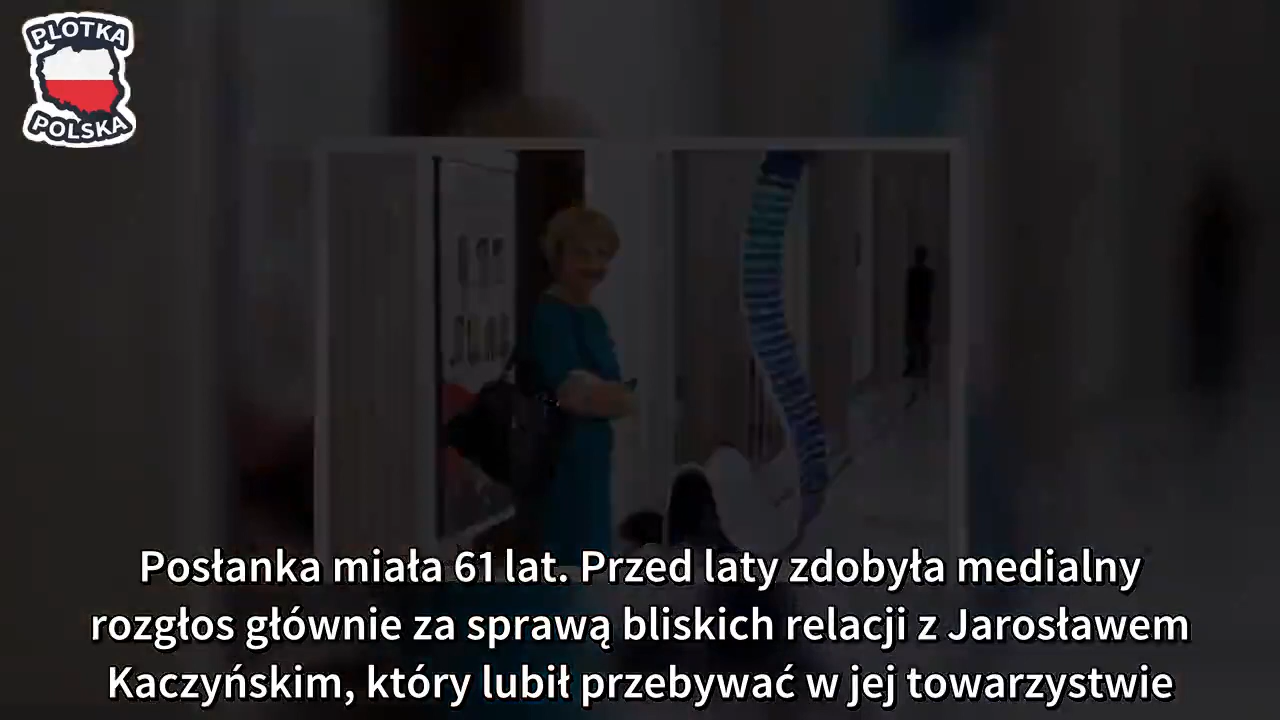 PLOTKA
POLSKA
Posłanka miała 61 lat. Przed laty zdobyła medialny
rozgłos głównie za sprawą bliskich relacji z Jarosławem
Kaczyńskim, który lubił przebywać w jej towarzystwie